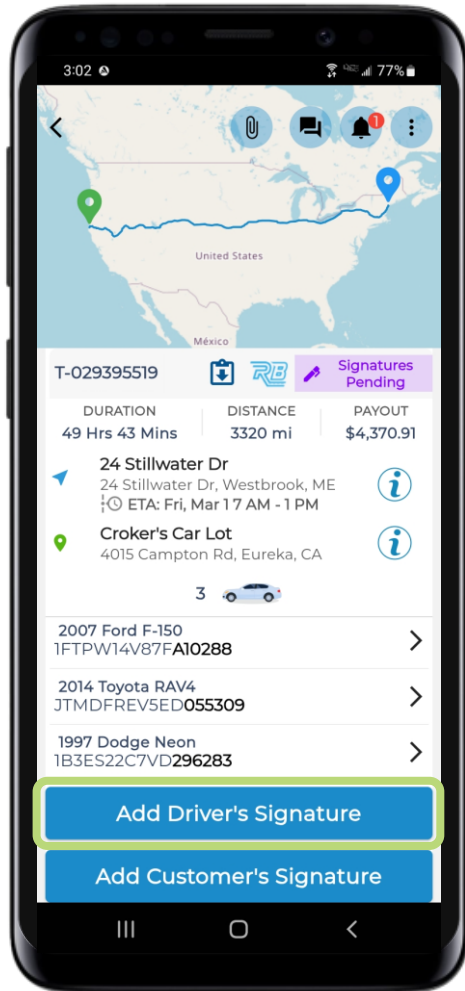 3:02 77%
1
United States
México
T-029395519 RB Signatures
Pending
DURATION DISTANCE PAYOUT
49 Hrs 43 Mins 3320 mi $4,370.91
24 Stillwater Dr
24 Stillwater Dr, Westbrook, ME
ETA: Fri, Mar 1 7 AM - 1 PM
i
Croker's Car Lot
4015 Campton Rd, Eureka, CA
i
3
2007 Ford F-150
1FTPW14V87FA10288
2014 Toyota RAV4
JTMDFREV5ED055309
1997 Dodge Neon
1B3ES22C7VD296283
Add Driver's Signature
Add Customer's Signature